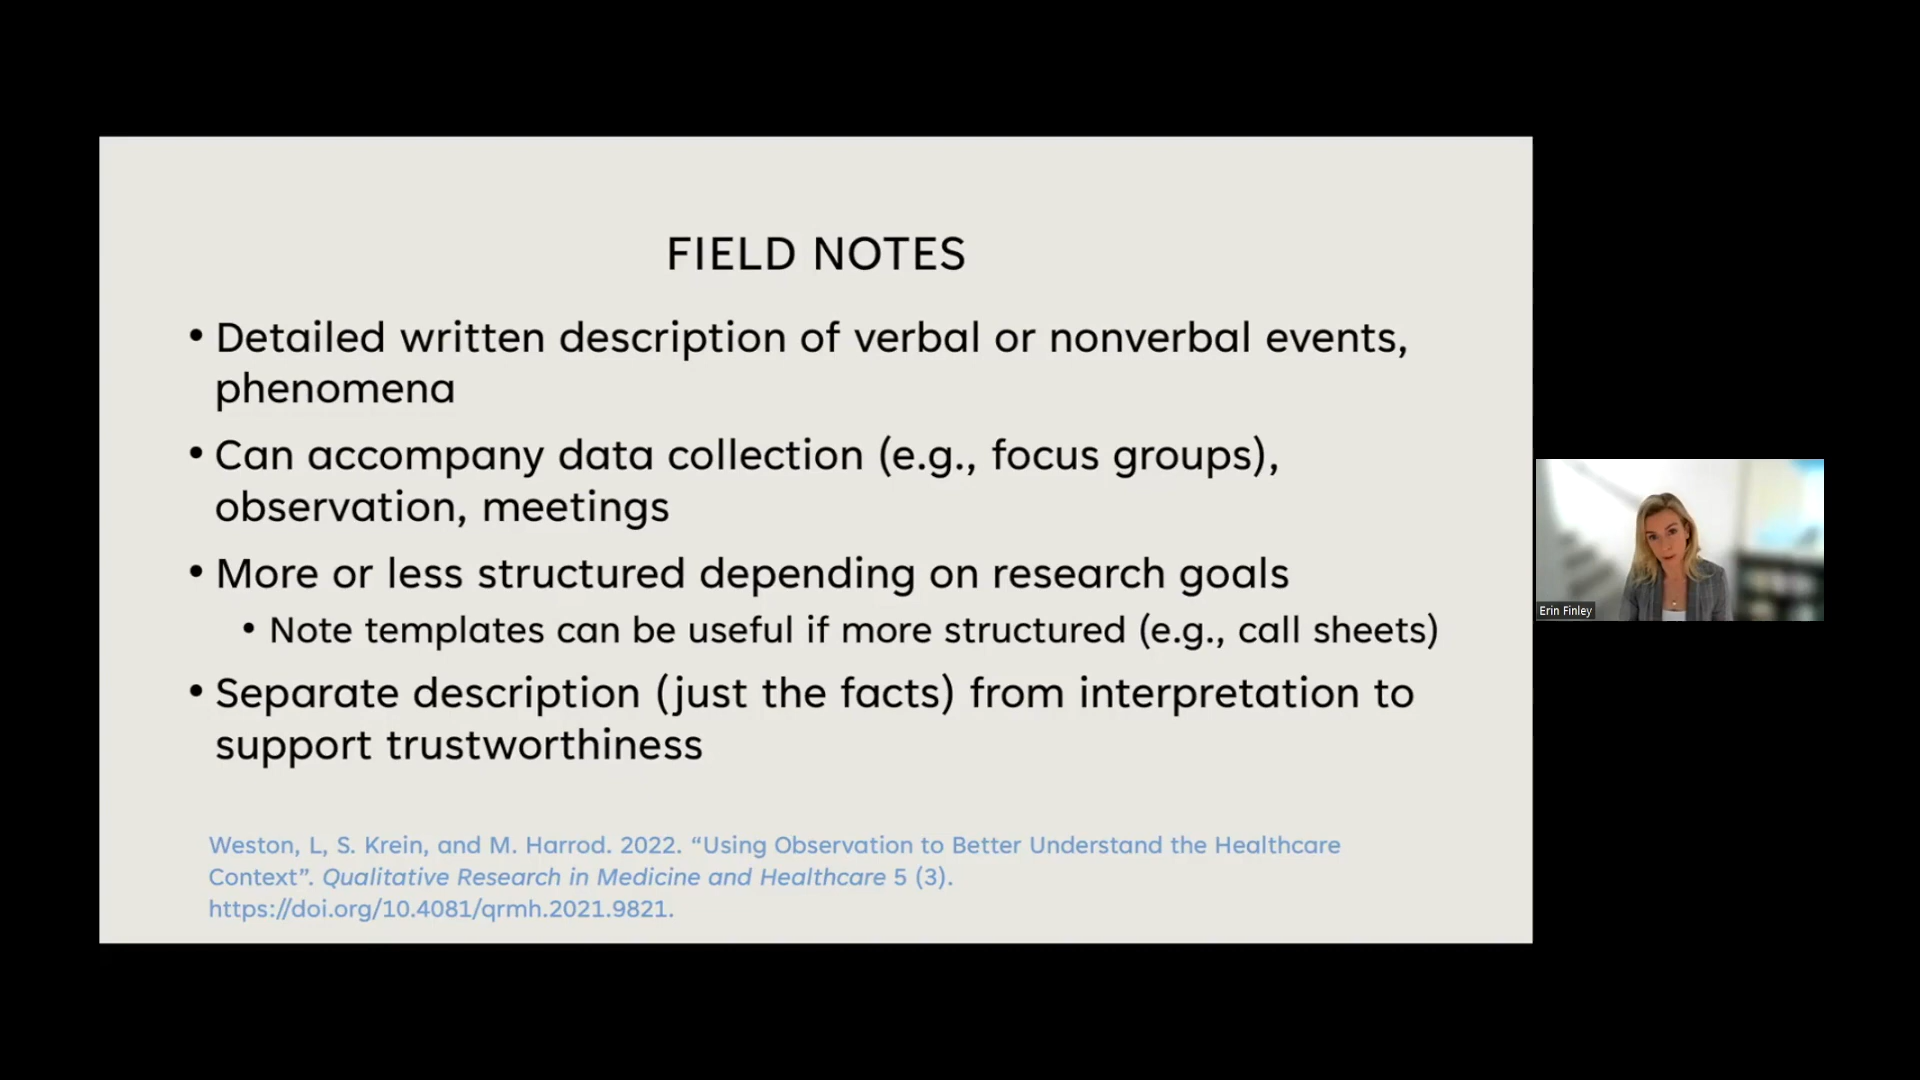 FIELD NOTES
• Detailed written description of verbal or nonverbal events,
phenomena
• Can accompany data collection (e.g., focus groups),
observation, meetings
• More or less structured depending on research goals
• Note templates can be useful if more structured (e.g., call sheets)
• Separate description (just the facts) from interpretation to
support trustworthiness
Weston, L, S. Krein, and M. Harrod. 2022. “Using Observation to Better Understand the Healthcare
Context”. Qualitative Research in Medicine and Healthcare 5 (3).
https://doi.org/10.4081/qrmh.2021.9821.
Erin Finley